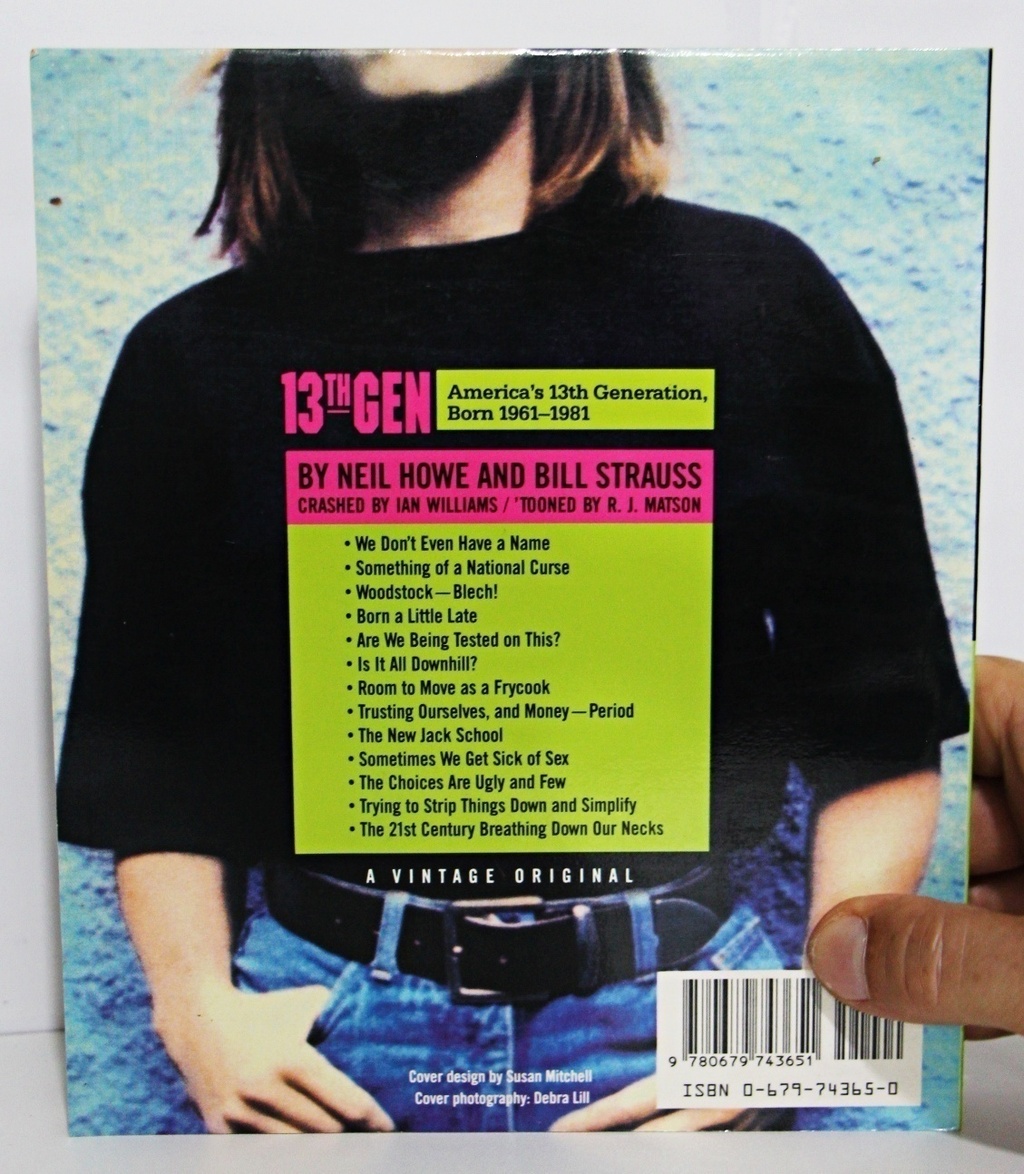 13THGEN
America's 13th Generation,
Born 1961–1981
BY NEIL HOWE AND BILL STRAUSS
CRASHED BY IAN WILLIAMS / 'TOONED BY R. J. MATSON
• We Don't Even Have a Name
• Something of a National Curse
• Woodstock—Blech!
• Born a Little Late
• Are We Being Tested on This?
• Is It All Downhill?
• Room to Move as a Frycook
• Trusting Ourselves, and Money—Period
• The New Jack School
• Sometimes We Get Sick of Sex
• The Choices Are Ugly and Few
• Trying to Strip Things Down and Simplify
• The 21st Century Breathing Down Our Necks
A VINTAGE ORIGINAL
Cover design by Susan Mitchell
Cover photography: Debra Lill
9 780679 743651
ISBN 0-679-74365-0